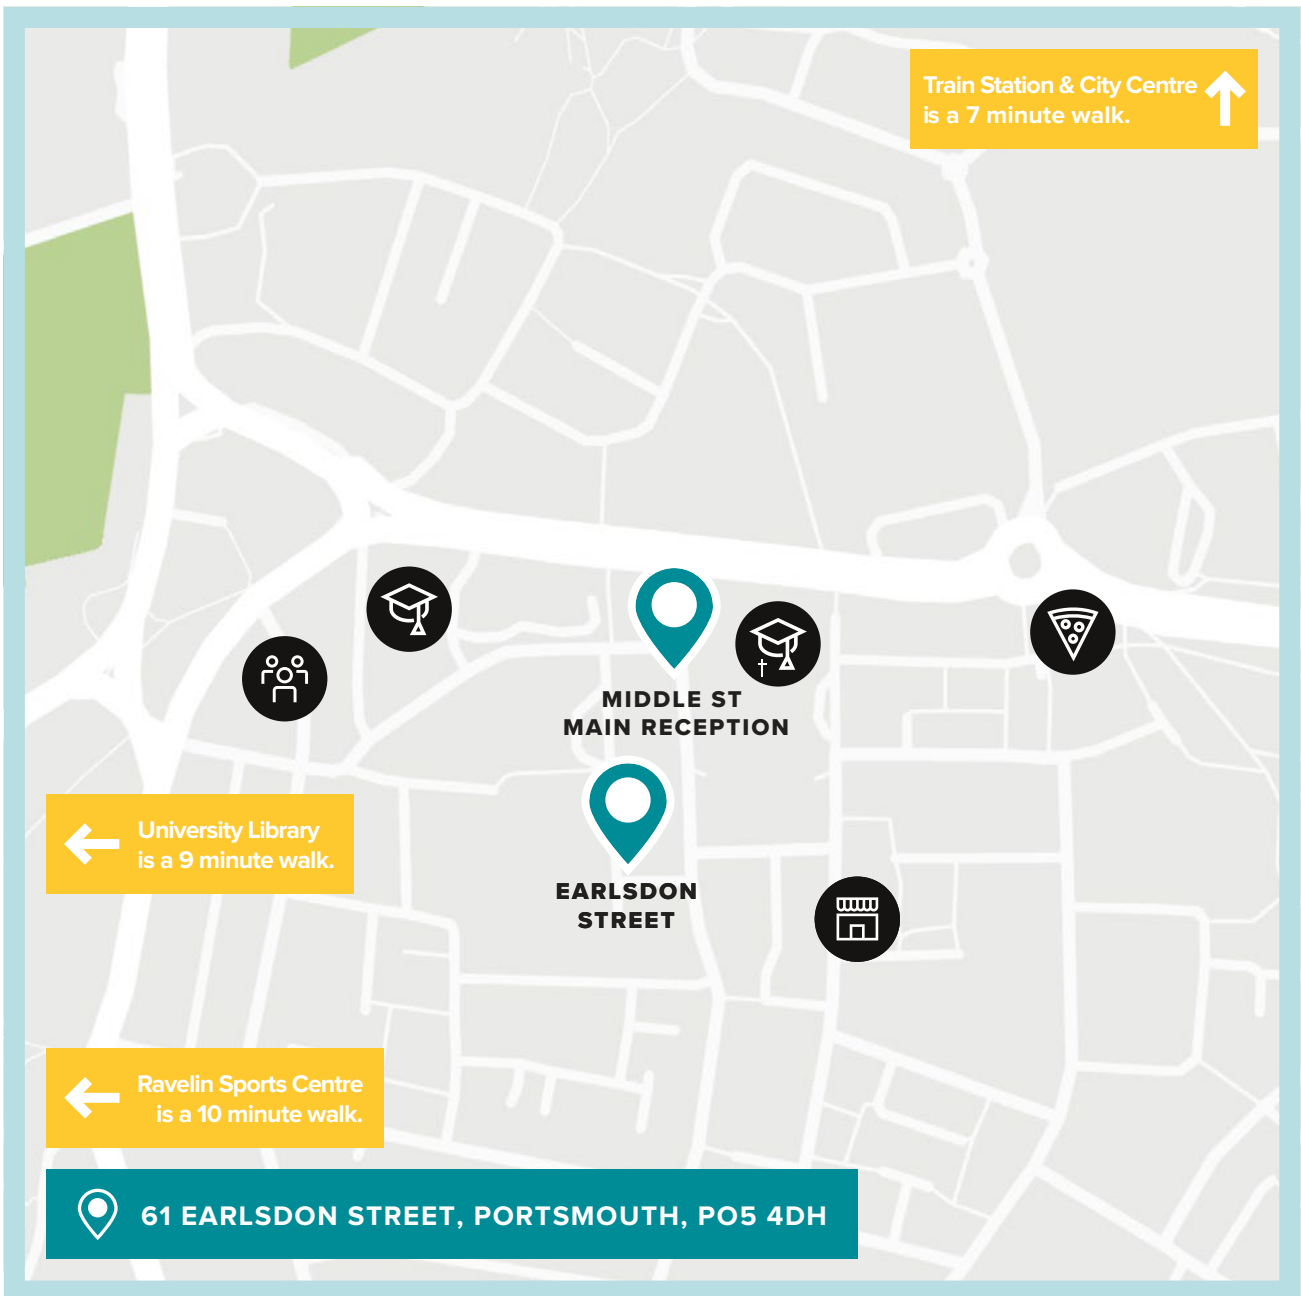 Train Station & City Centre
is a 7 minute walk.
MIDDLE ST
MAIN RECEPTION
University Library
is a 9 minute walk.
EARLSDON
STREET
Ravelin Sports Centre
is a 10 minute walk.
61 EARLSDON STREET, PORTSMOUTH, PO5 4DH